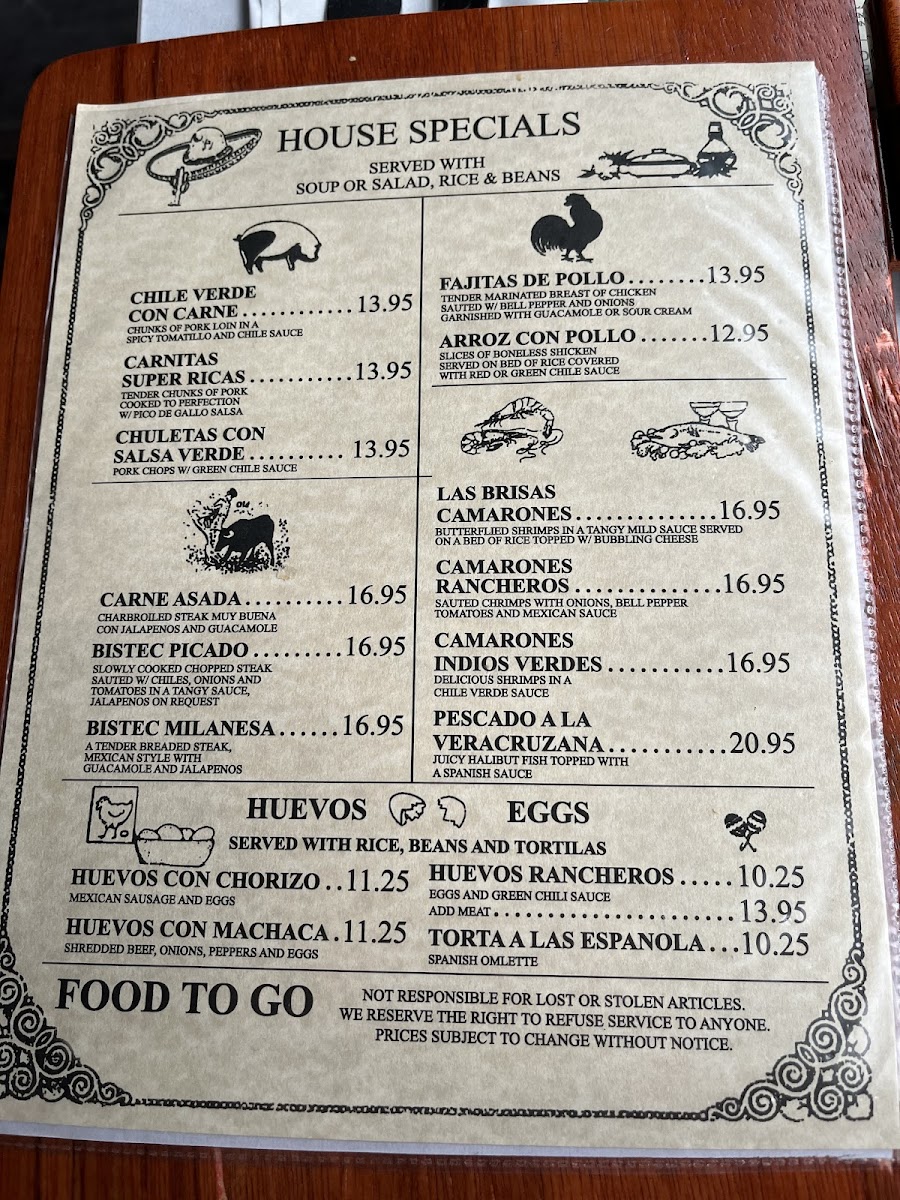 HOUSE SPECIALS
SERVED WITH
SOUP OR SALAD, RICE & BEANS
CHILE VERDE
CON CARNE............13.95
CHUNKS OF PORK LOIN IN A
SPICY TOMATILLO AND CHILE SAUCE
CARNITAS
SUPER RICAS...........13.95
TENDER CHUNKS OF PORK
COOKED TO PERFECTION
W/ PICO DE GALLO SALSA
CHULETAS CON
SALSA VERDE..........13.95
PORK CHOPS W/ GREEN CHILE SAUCE
CARNE ASADA..........16.95
CHARBROILED STEAK MUY BUENA
CON JALAPENOS AND GUACAMOLE
BISTEC PICADO.........16.95
SLOWLY COOKED CHOPPED STEAK
SAUTED W/ CHILES, ONIONS AND
TOMATOES IN A TANGY SAUCE,
JALAPENOS ON REQUEST
BISTEC MILANESA......16.95
A TENDER BREADED STEAK,
MEXICAN STYLE WITH
GUACAMOLE AND JALAPENOS
FAJITAS DE POLLO........13.95
TENDER MARINATED BREAST OF CHICKEN
SAUTED W/ BELL PEPPER AND ONIONS
GARNISHED WITH GUACAMOLE OR SOUR CREAM
ARROZ CON POLLO.......12.95
SLICES OF BONELESS SHICKEN
SERVED ON BED OF RICE COVERED
WITH RED OR GREEN CHILE SAUCE
LAS BRISAS
CAMARONES..............16.95
BUTTERFLIED SHRIMPS IN A TANGY MILD SAUCE SERVED
ON A BED OF RICE TOPPED W/ BUBBLING CHEESE
CAMARONES
RANCHEROS..............16.95
SAUTED CHRIMPS WITH ONIONS, BELL PEPPER
TOMATOES AND MEXICAN SAUCE
CAMARONES
INDIOS VERDES...........16.95
DELICIOUS SHRIMPS IN A
CHILE VERDE SAUCE
PESCADO A LA
VERACRUZANA...........20.95
JUICY HALIBUT FISH TOPPED WITH
A SPANISH SAUCE
HUEVOS EGGS
SERVED WITH RICE, BEANS AND TORTILAS
HUEVOS CON CHORIZO..11.25
MEXICAN SAUSAGE AND EGGS
HUEVOS CON MACHACA.11.25
SHREDDED BEEF, ONIONS, PEPPERS AND EGGS
HUEVOS RANCHEROS.....10.25
EGGS AND GREEN CHILI SAUCE
ADD MEAT......................13.95
TORTA A LAS ESPANOLA...10.25
SPANISH OMLETTE
FOOD TO GO
NOT RESPONSIBLE FOR LOST OR STOLEN ARTICLES.
WE RESERVE THE RIGHT TO REFUSE SERVICE TO ANYONE.
PRICES SUBJECT TO CHANGE WITHOUT NOTICE.